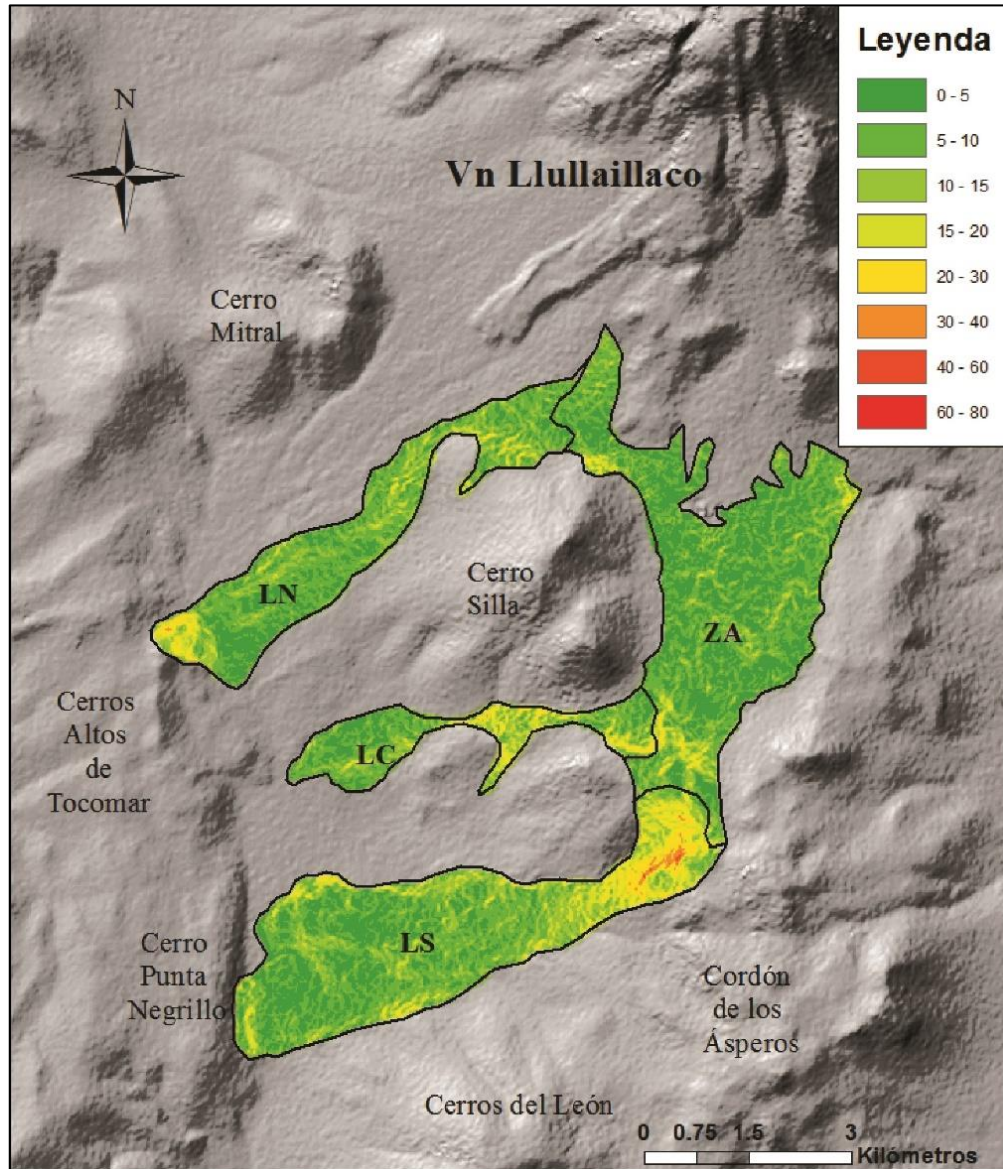 Leyenda
0 - 5
5 - 10
10 - 15
15 - 20
20 - 30
30 - 40
40 - 60
60 - 80
N
Vn Llullaillaco
Cerro
Mitral
LN
Cerro
Silla
ZA
Cerros
Altos
de
Tocomar
LC
LS
Cerro
Punta
Negrillo
Cordón
de los
Ásperos
Cerros del León
0 0.75 1.5 3
Kilómetros